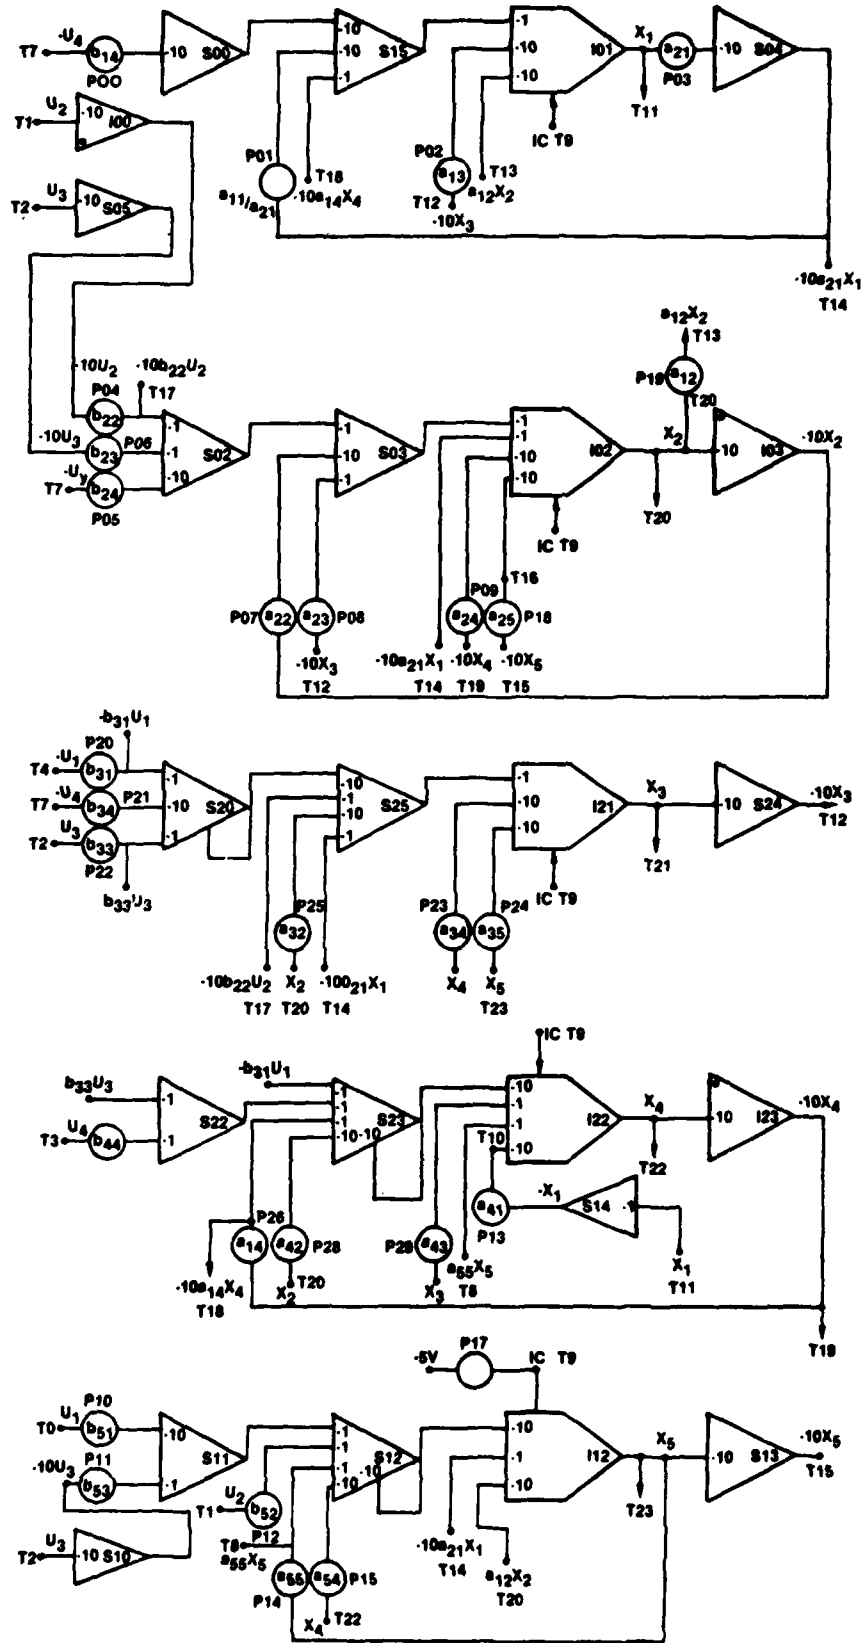 -U4
T7 b14 -10 S00 -10 -10 -1 S15 -1 -10 -10 I01 X1 a21 -10 S04
P00 P03
T11
U2
T1 -10 I00
IC T9
P01 T18 P02 T13
a13
a11/a21 -10a14X4 T12 a12X2
-10X3
U3
T2 -10 S05
-10a21X1
T14
a12X2
T13
P19 a12
T20
-10U2 -10b22U2
P04 T17
b22 -1
-10U3 b23 P06 -1 S02
-Uy
T7 b24 -10
P05
-1 -10 -1 S03
-1 -1 -10 -10 I02 X2 -10 I03 -10X2
T20
IC T9
T16
P09
P07 a22 a23 P08 a24 a25 P18
-10X3 -10a21X1 -10X4 -10X5
T12 T14 T19 T15
-b31U1
P20
-U1
T4 b31 -1
-U4 P21
T7 b34 -10 S20
U3
T2 b33 -1
P22
b33U3
-10 -1 -10 -1 S25
-1 -10 -10 I21 X3 -10 S24 -10X3
T12
T21
IC T9
P25 a32 P23 a34 P24 a35
-10b22U2 X2 -10021X1 X4 X5
T17 T20 T14 T23
IC T9
b33U3 -1 S22
U4
T3 b44 -1
-b31U1
-1 -1 -1 -10 -10 S23
-10 -1 -1 -10 I22 X4 -10 I23 -10X4
T10 T22
-X1 S14 -1
a41
P13
P26 a14 a42 P28 P29 a43
a55X5
T8
X1
T11
-10a14X4 X2 T20 X3
T18
T19
-5V P17 IC T9
P10
U1
T0 b51 -10 S11
-10U3 P11
b53 -1
U3
T2 -10 S10
-1 -1 -1 -10 -10 S12
U2
T1 b52
P12
T8
a55X5
-10 -1 -10 I12 X5 -10 S13 -10X5
T15
T23
-10a21X1
T14
a12X2
T20
a55 a54 P15
P14
X4 T22